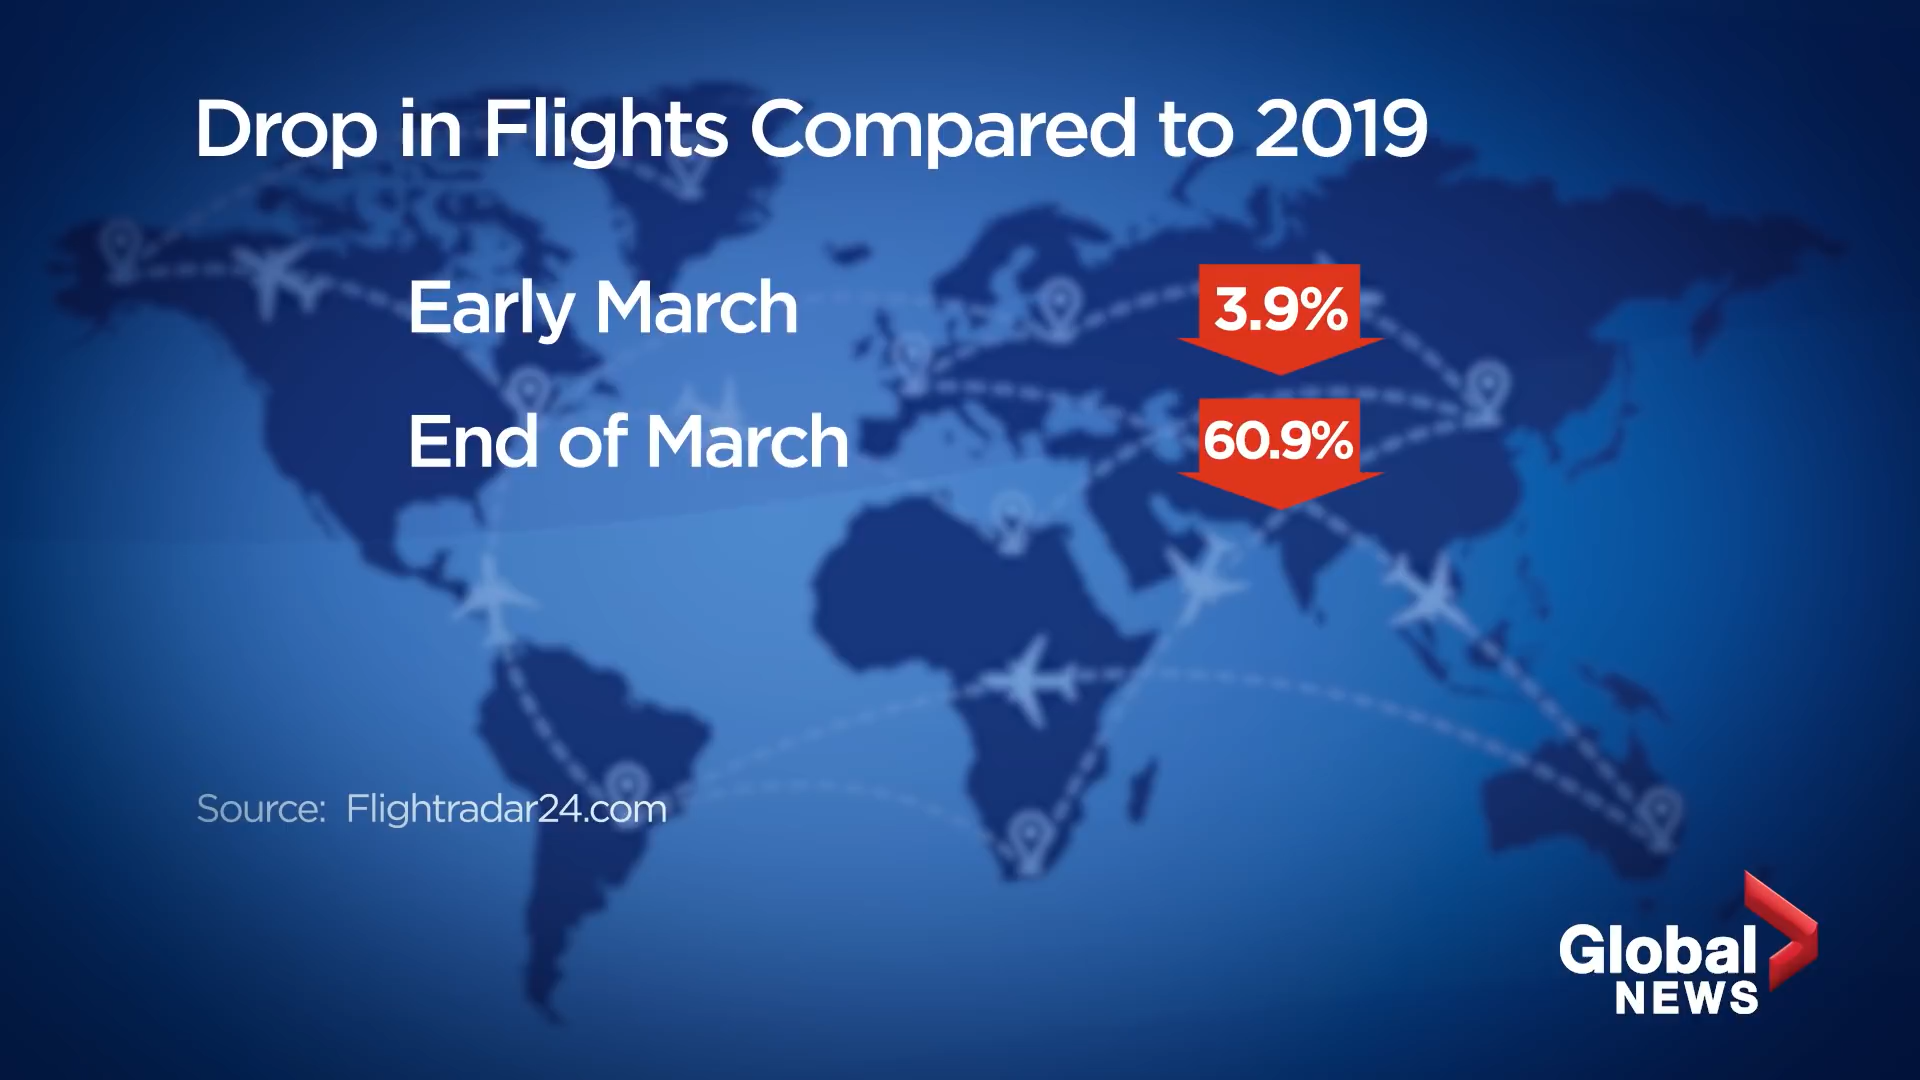 Drop in Flights Compared to 2019
Early March 3.9%
End of March 60.9%
Source: Flightradar24.com
Global
NEWS